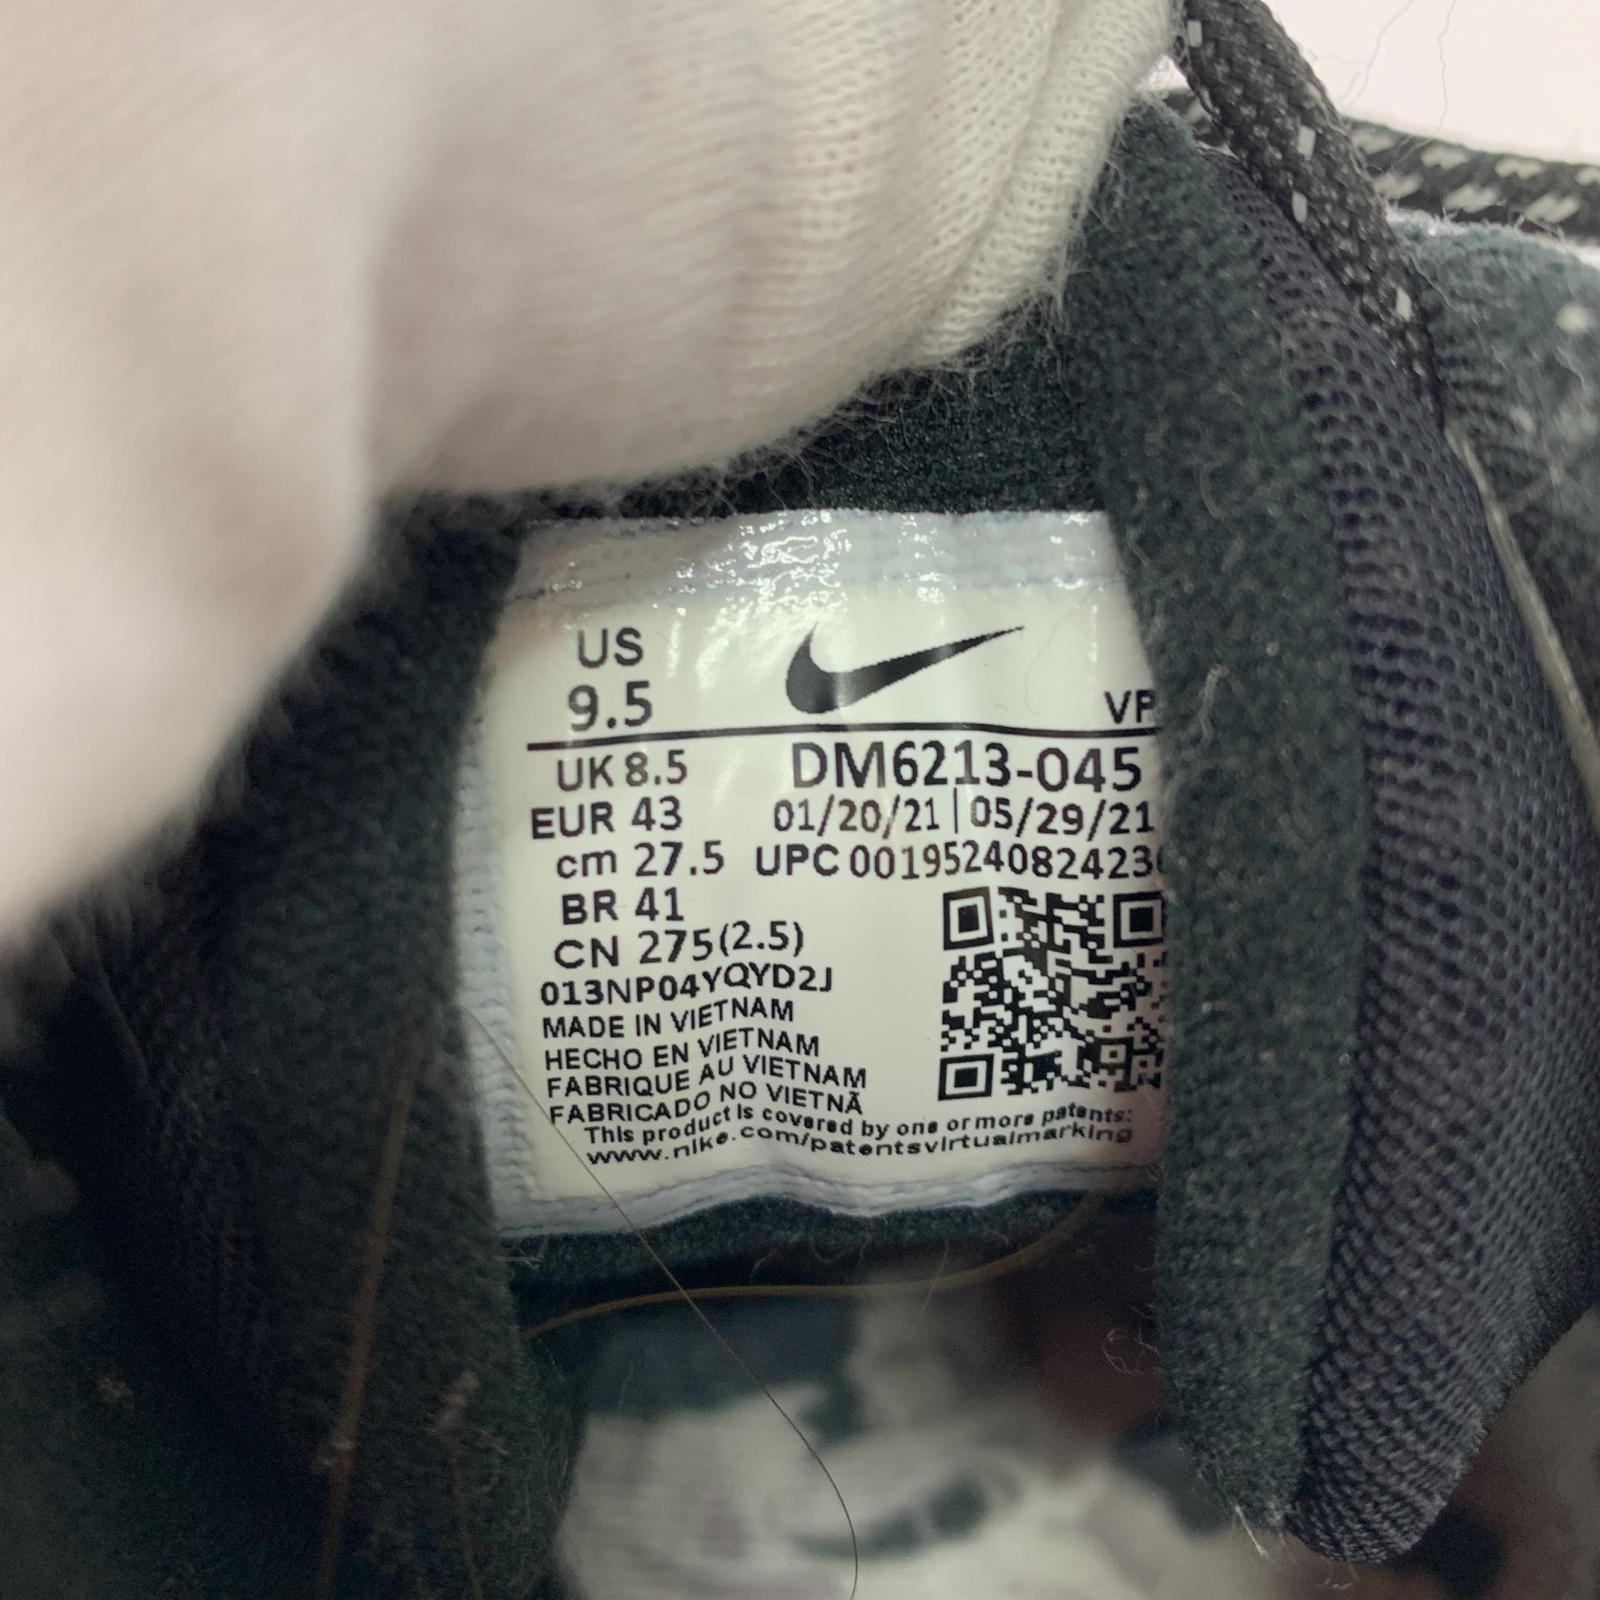 US
9.5
VP
UK 8.5
DM6213-045
EUR 43
01/20/21 | 05/29/21
cm 27.5
UPC 0019524082423
BR 41
CN 275(2.5)
013NP04YQYD2J
MADE IN VIETNAM
HECHO EN VIETNAM
FABRIQUE AU VIETNAM
FABRICADO NO VIETNÃ
This product is covered by one or more patents:
www.nike.com/patentsvirtualmarking